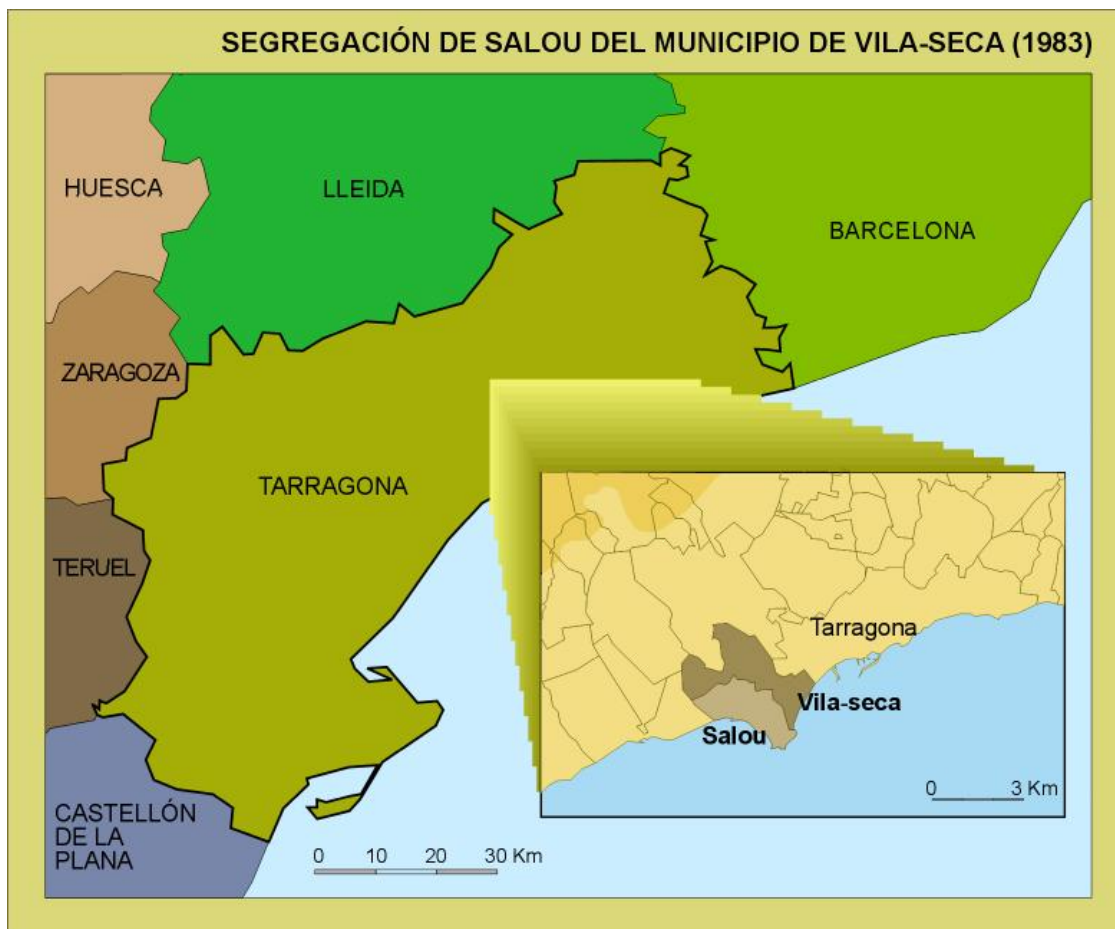 SEGREGACIÓN DE SALOU DEL MUNICIPIO DE VILA-SECA (1983)
HUESCA
LLEIDA
BARCELONA
ZARAGOZA
TARRAGONA
TERUEL
Tarragona
Vila-seca
Salou
0 3 Km
CASTELLÓN
DE LA
PLANA
0 10 20 30 Km